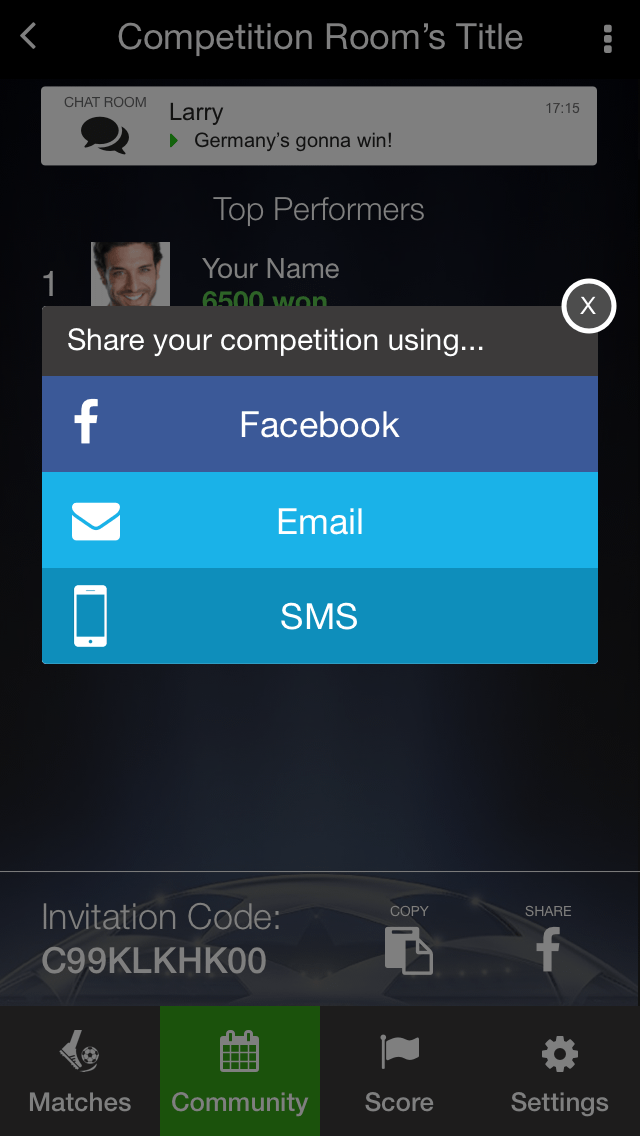 Competition Room’s Title
CHAT ROOM
Larry
17:15
Germany’s gonna win!
Top Performers
1
Your Name
6500 won
X
Share your competition using...
Facebook
Email
SMS
Invitation Code:
C99KLKHK00
COPY
SHARE
Matches
Community
Score
Settings